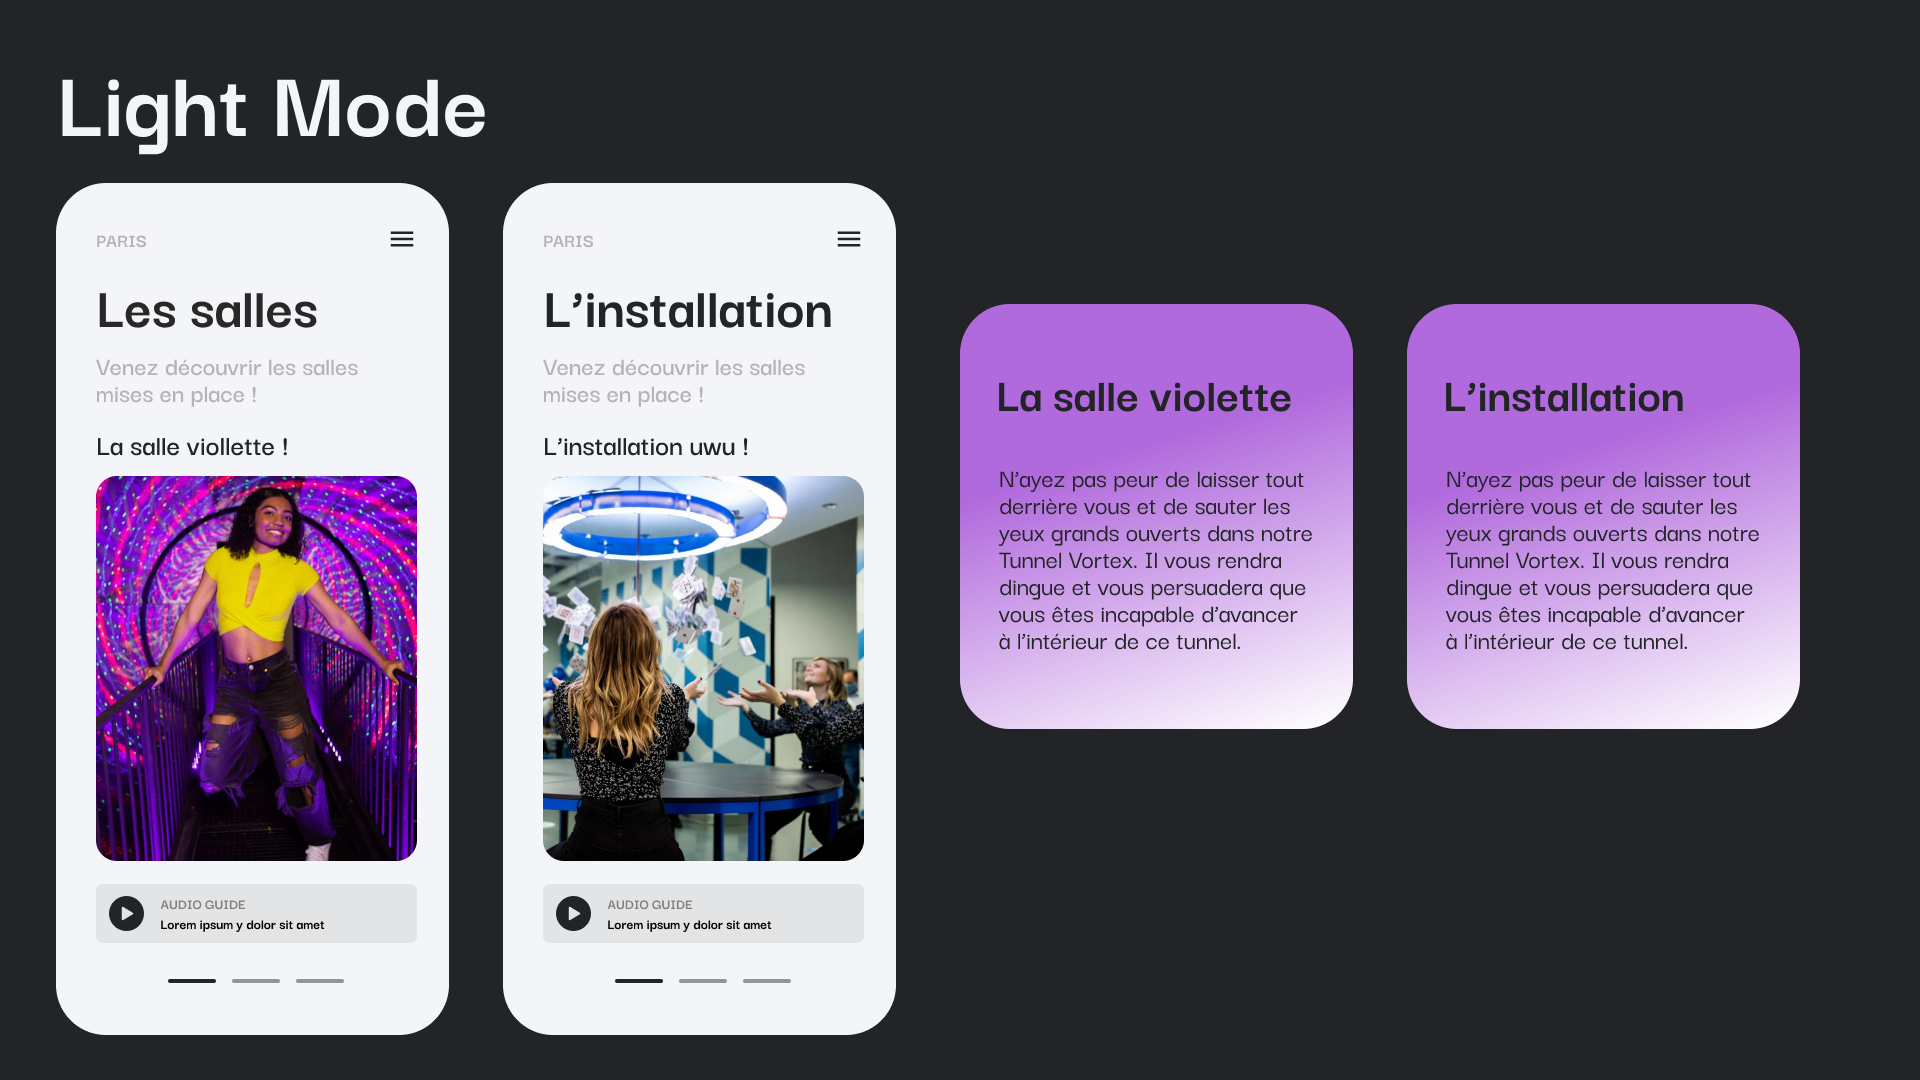 Light Mode
PARIS
Les salles
Venez découvrir les salles
mises en place !
La salle viollette !
AUDIO GUIDE
Lorem ipsum y dolor sit amet
PARIS
L’installation
Venez découvrir les salles
mises en place !
L’installation uwu !
AUDIO GUIDE
Lorem ipsum y dolor sit amet
La salle violette
N’ayez pas peur de laisser tout
derrière vous et de sauter les
yeux grands ouverts dans notre
Tunnel Vortex. Il vous rendra
dingue et vous persuadera que
vous êtes incapable d’avancer
à l’intérieur de ce tunnel.
L’installation
N’ayez pas peur de laisser tout
derrière vous et de sauter les
yeux grands ouverts dans notre
Tunnel Vortex. Il vous rendra
dingue et vous persuadera que
vous êtes incapable d’avancer
à l’intérieur de ce tunnel.